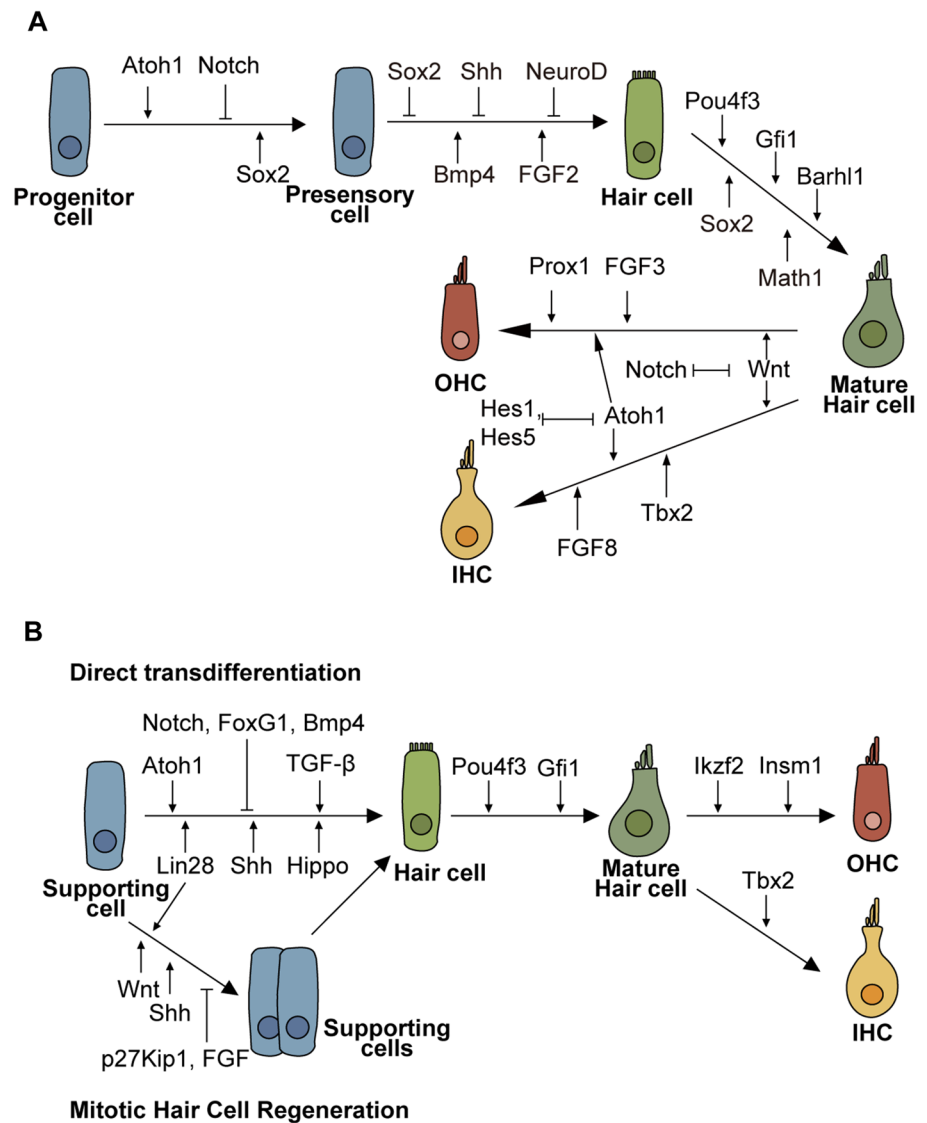 A
Atoh1 Notch
Sox2
Progenitor
cell
Presensory
cell
Sox2 Shh NeuroD
Bmp4 FGF2
Hair cell
Pou4f3
Gfi1
Barhl1
Sox2
Math1
Mature
Hair cell
Prox1 FGF3
OHC
Notch Wnt
Hes1,
Hes5
Atoh1
Tbx2
FGF8
IHC
B
Direct transdifferentiation
Notch, FoxG1, Bmp4
Atoh1 TGF-β
Lin28 Shh Hippo
Supporting
cell
Hair cell
Pou4f3 Gfi1
Mature
Hair cell
Ikzf2 Insm1
OHC
Tbx2
IHC
Wnt
Shh
p27Kip1, FGF
Supporting
cells
Mitotic Hair Cell Regeneration